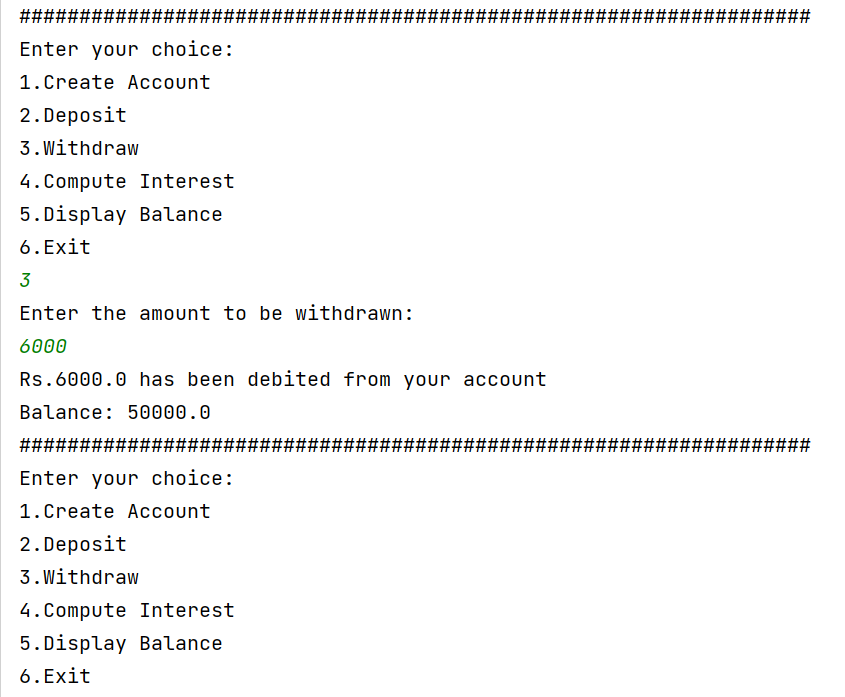 ##################################################################
Enter your choice:
1.Create Account
2.Deposit
3.Withdraw
4.Compute Interest
5.Display Balance
6.Exit
3
Enter the amount to be withdrawn:
6000
Rs.6000.0 has been debited from your account
Balance: 50000.0
##################################################################
Enter your choice:
1.Create Account
2.Deposit
3.Withdraw
4.Compute Interest
5.Display Balance
6.Exit